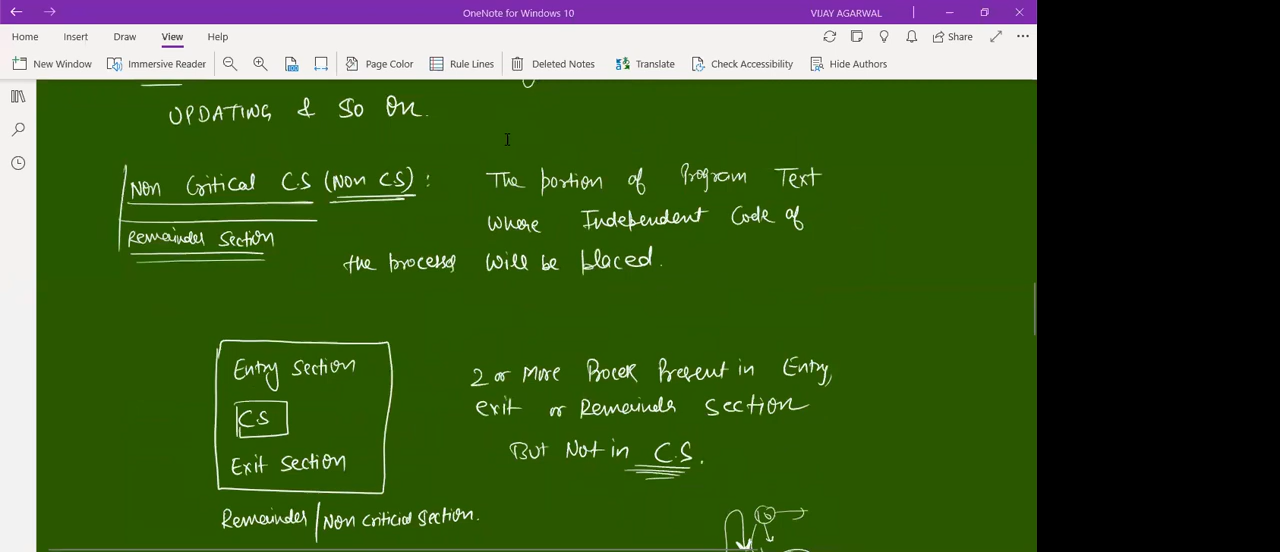 OneNote for Windows 10
VIJAY AGARWAL
Home Insert Draw View Help
Share
New Window Immersive Reader Page Color Rule Lines Deleted Notes Translate Check Accessibility Hide Authors
UPDATING & So On.
Non Critical C.S (Non C.S) : The portion of Program Text
Where Independent Code of
Remainder Section
the process, Will be placed.
Entry Section
2 or More Present in Entry,
CS
exit or Remainder Section
But Not in C.S.
Exit Section
Remainder/Non section.